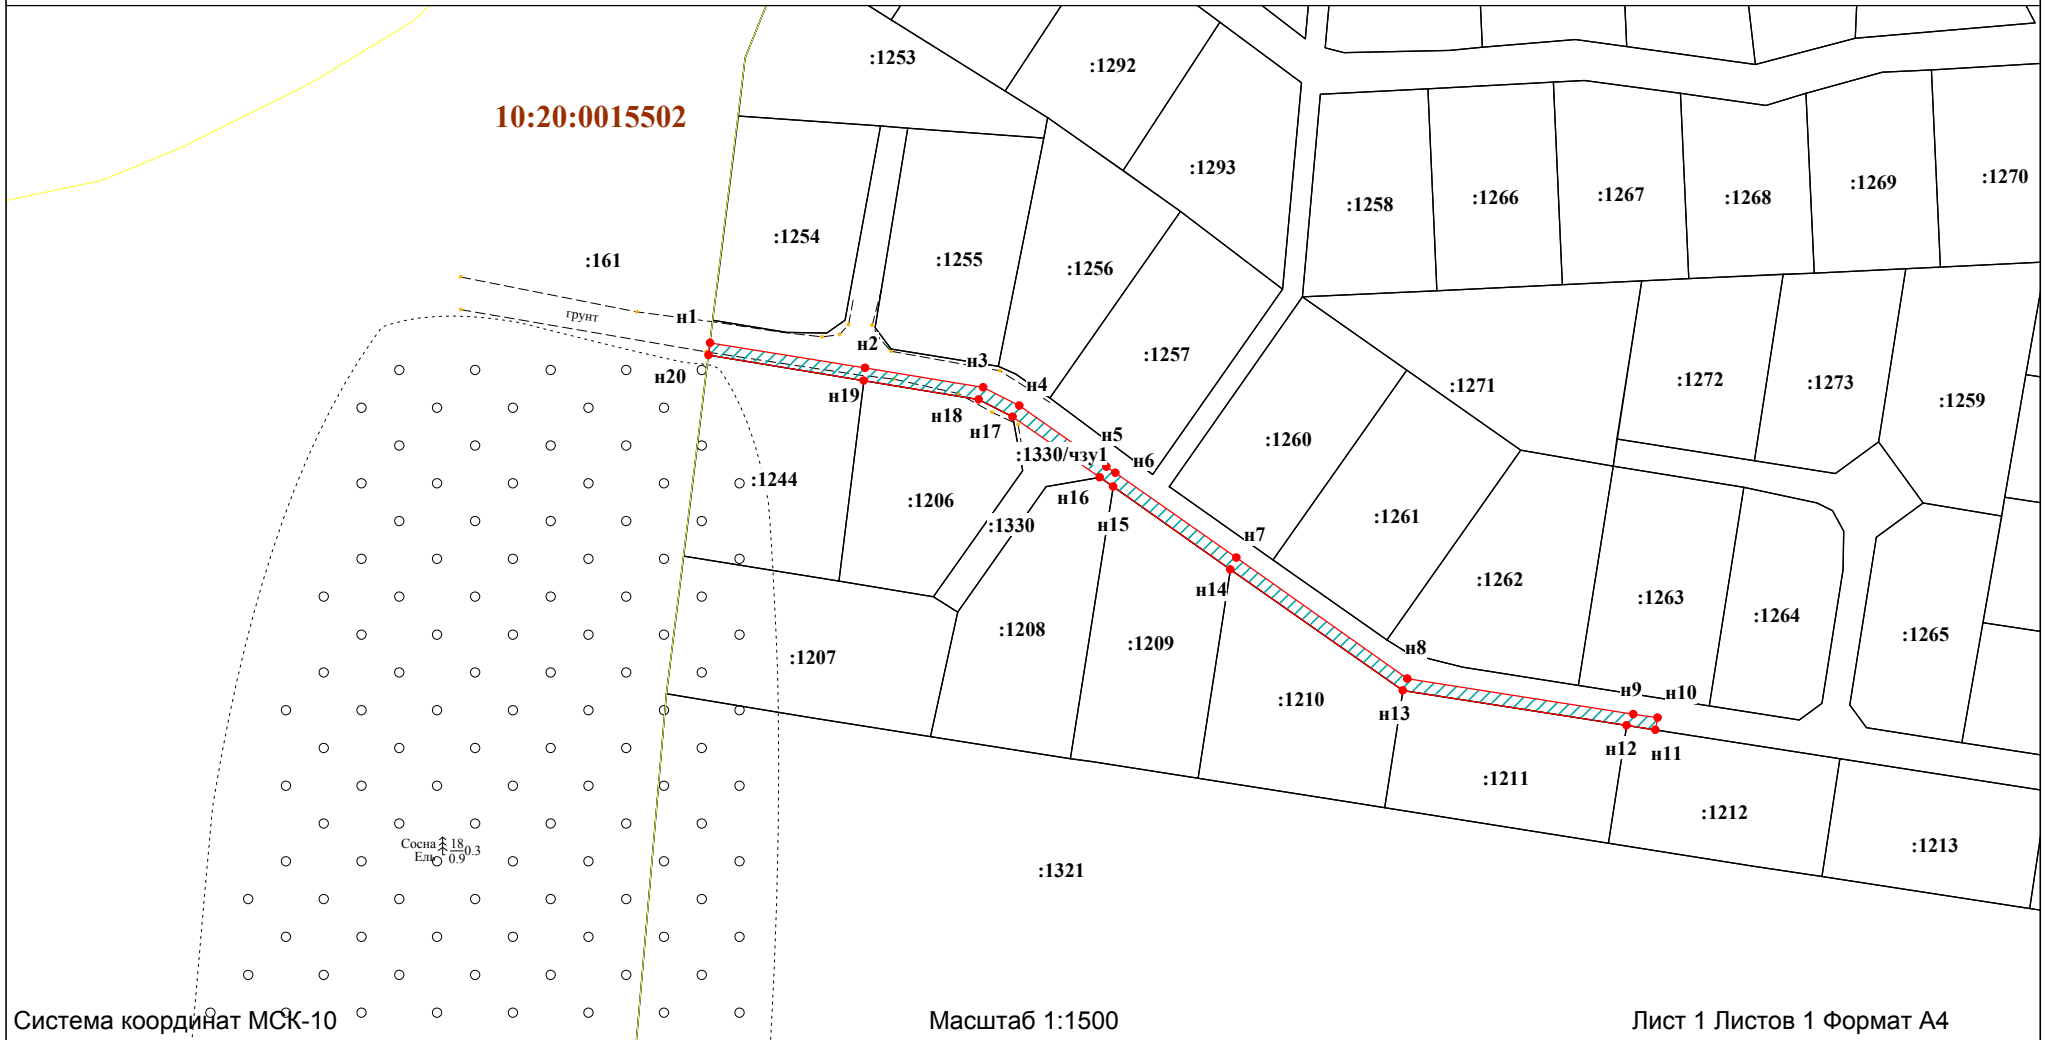 :1253
:1292
10:20:0015502
:1293
:1258
:1266
:1267
:1268
:1269
:1270
:1254
:161
:1255
:1256
грунт
н1
н2
н3
:1257
н20
н19
н4
:1271
:1272
:1273
:1259
н18
н17
н5
:1260
:1330/чзу1
н6
:1244
:1206
н16
:1330
н15
:1261
н7
н14
:1262
:1263
:1264
:1265
:1208
:1209
:1207
н8
:1210
н13
н9
н10
н12
н11
:1211
:1212
:1213
Сосна 18 0.3
Ель 0.9
:1321
Система координат МСК-10
Масштаб 1:1500
Лист 1 Листов 1 Формат А4